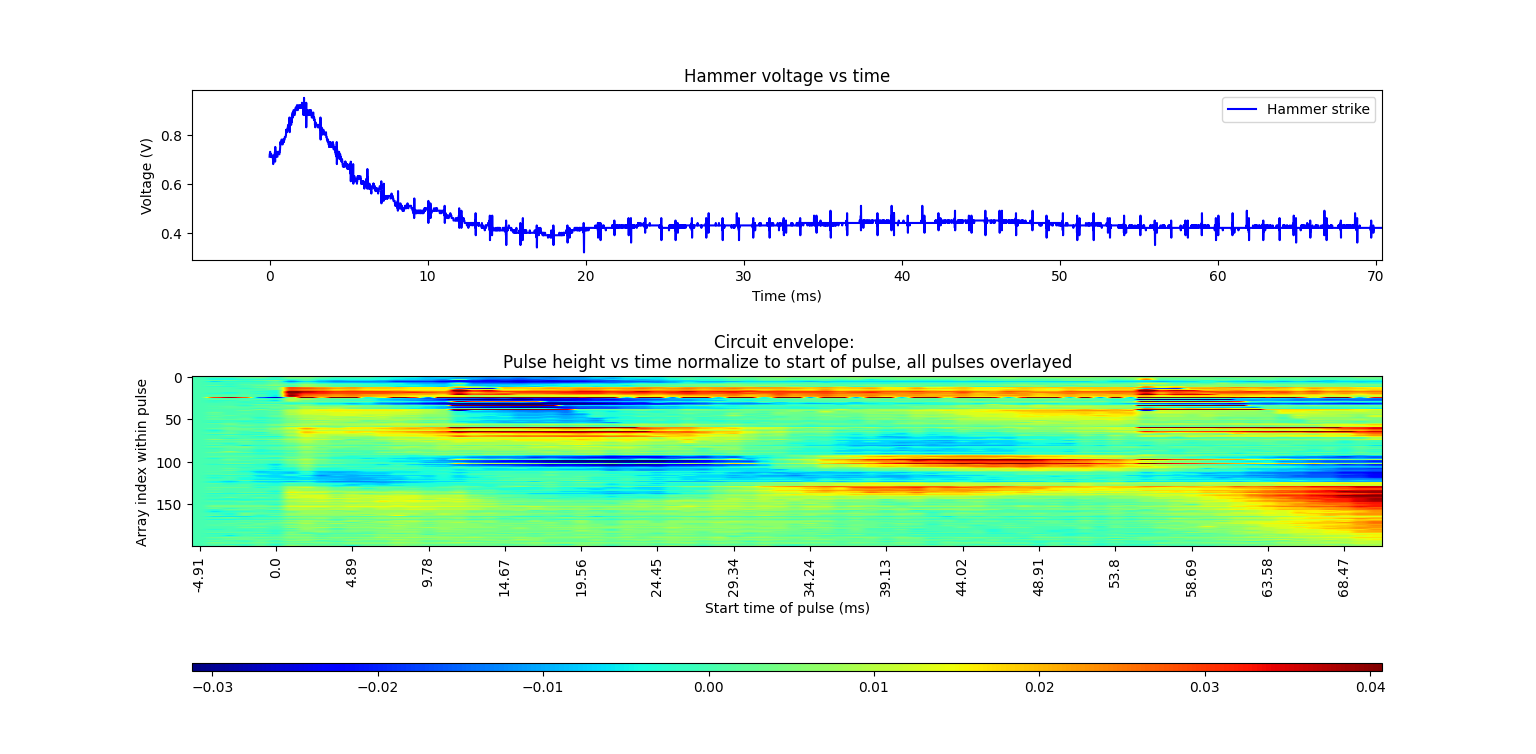 Hammer voltage vs time
Hammer strike
Voltage (V)
0.8
0.6
0.4
0 10 20 30 40 50 60 70
Time (ms)
Circuit envelope:
Pulse height vs time normalize to start of pulse, all pulses overlayed
Array index within pulse
0
50
100
150
-4.91 0.0 4.89 9.78 14.67 19.56 24.45 29.34 34.24 39.13 44.02 48.91 53.8 58.69 63.58 68.47
Start time of pulse (ms)
−0.03 −0.02 −0.01 0.00 0.01 0.02 0.03 0.04